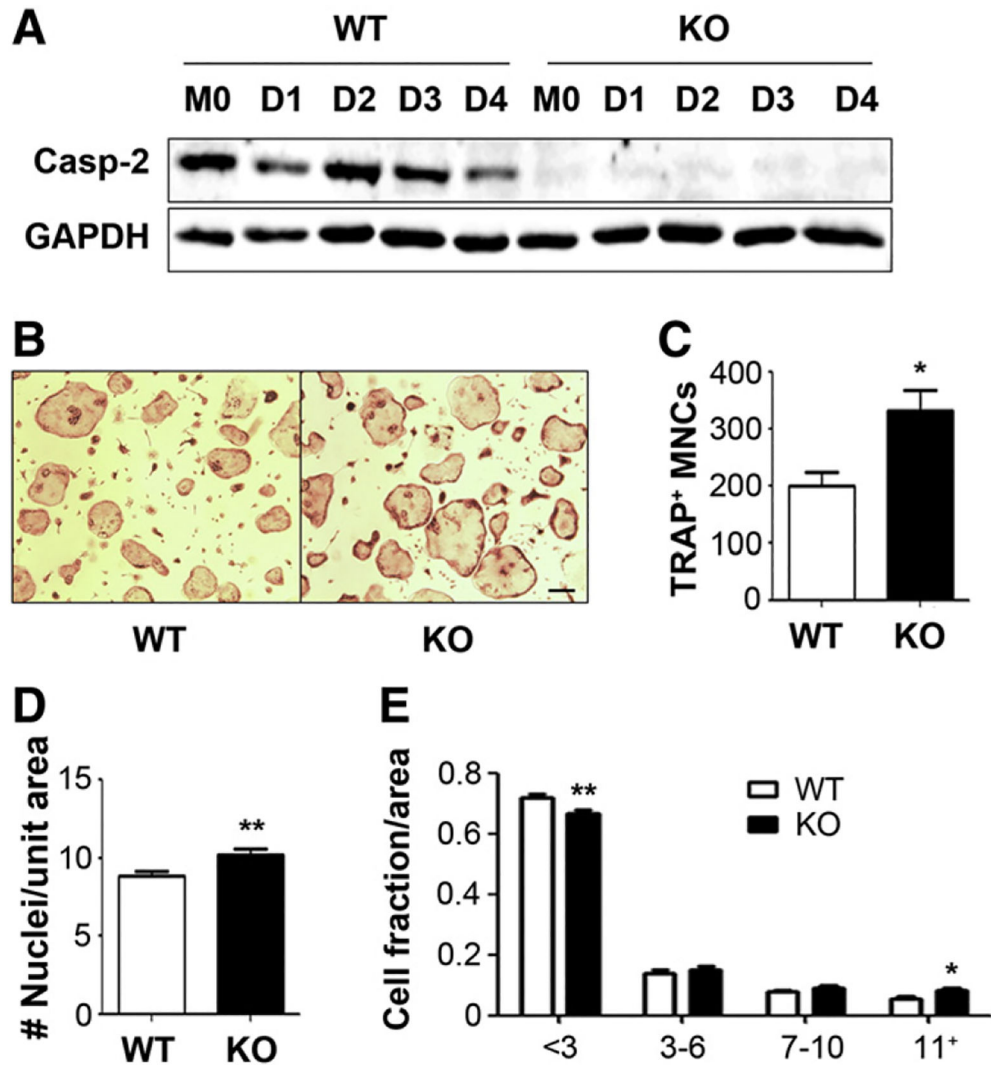 A
WT KO
M0 D1 D2 D3 D4 M0 D1 D2 D3 D4
Casp-2
GAPDH
B
WT KO
C
TRAP⁺ MNCs
400
300
200
100
0
*
WT KO
D
# Nuclei/unit area
15
10
5
0
**
WT KO
E
Cell fraction/area
0.8
0.6
0.4
0.2
0
**
*
WT
KO
<3 3-6 7-10 11⁺